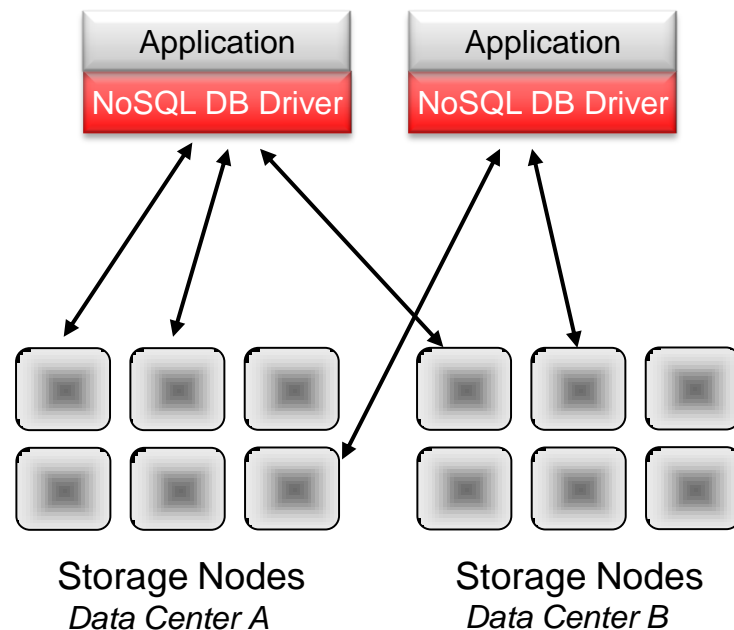 Application
NoSQL DB Driver
Application
NoSQL DB Driver
Storage Nodes
Data Center A
Storage Nodes
Data Center B